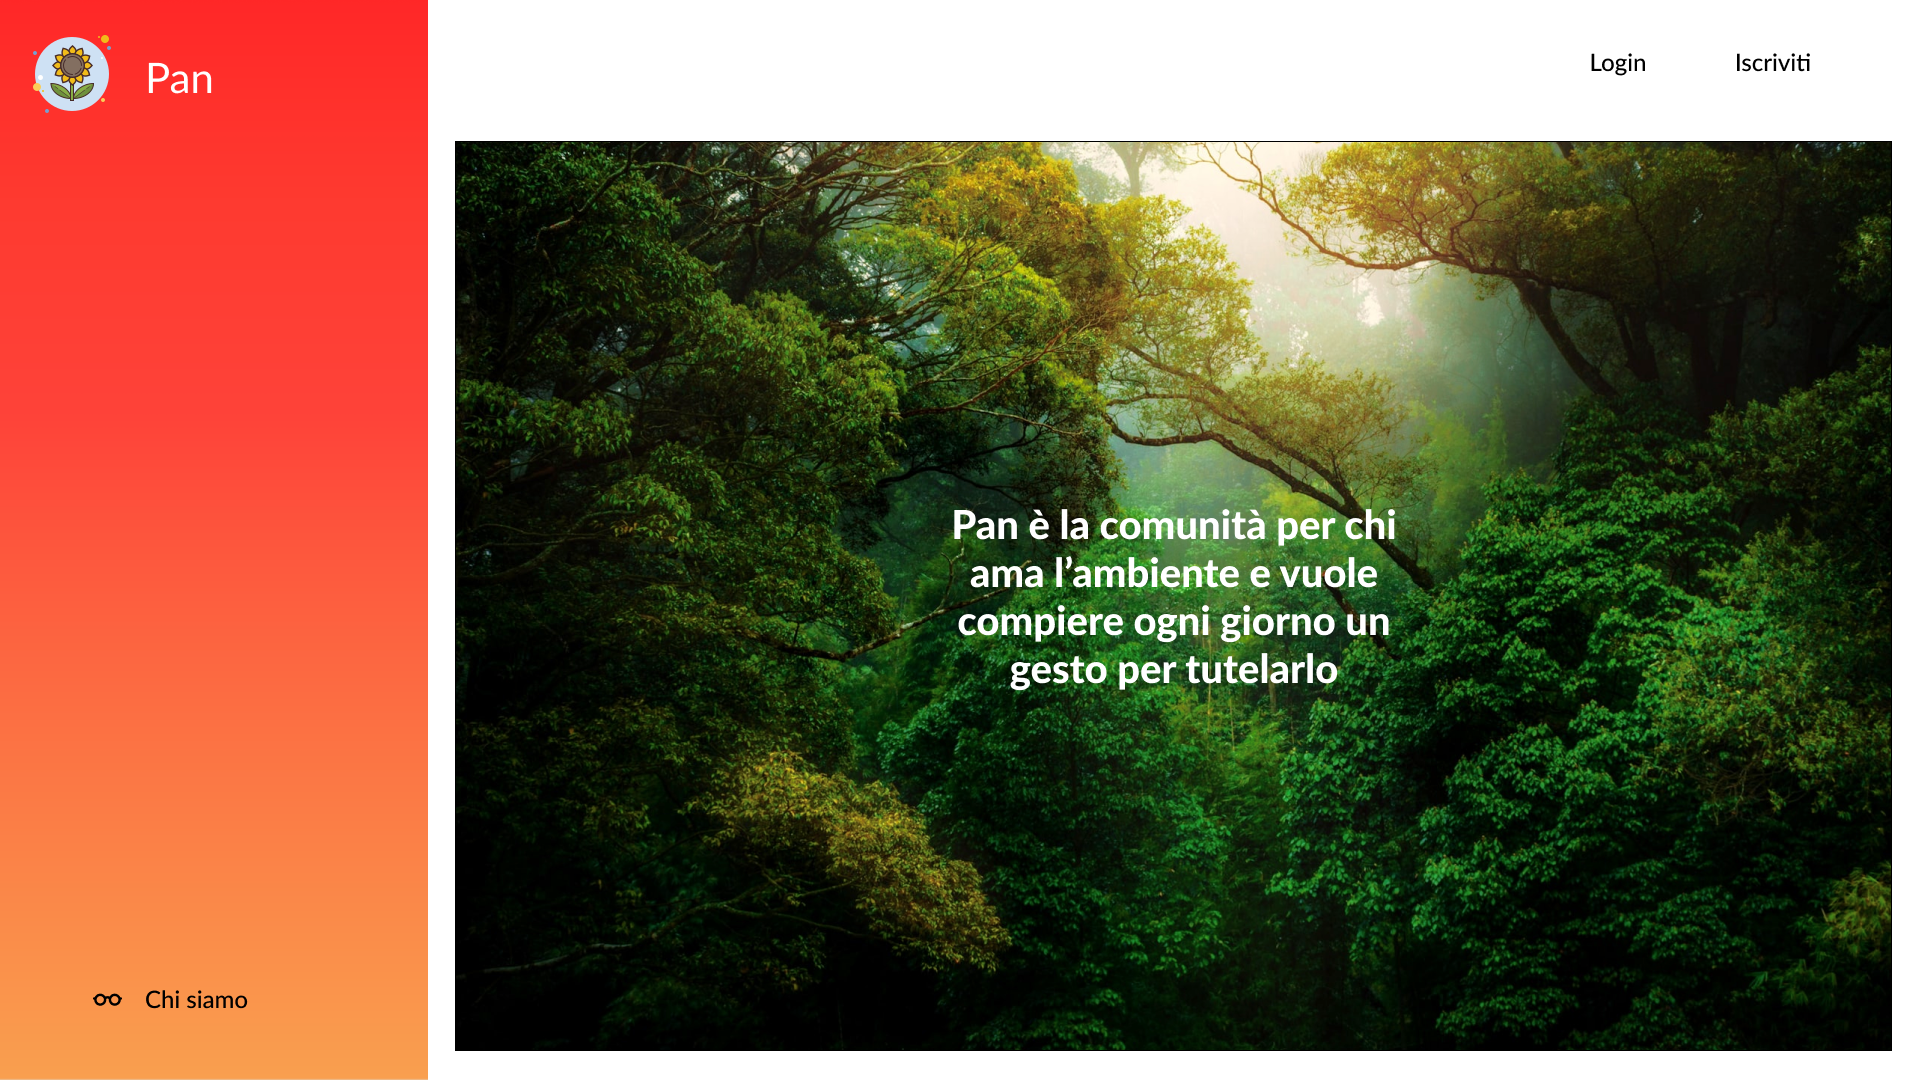 Pan
Login
Iscriviti
Pan è la comunità per chi
ama l’ambiente e vuole
compiere ogni giorno un
gesto per tutelarlo
Chi siamo